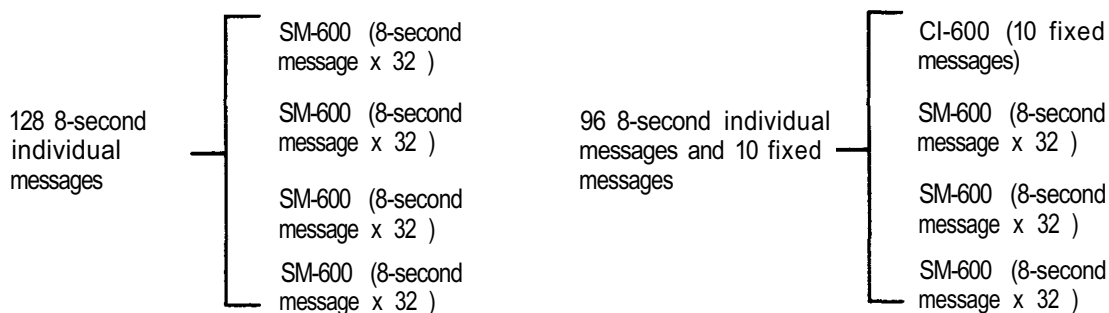 128 8-second
individual
messages
SM-600 (8-second
message x 32 )
SM-600 (8-second
message x 32 )
SM-600 (8-second
message x 32 )
SM-600 (8-second
message x 32 )
96 8-second individual
messages and 10 fixed
messages
CI-600 (10 fixed
messages)
SM-600 (8-second
message x 32 )
SM-600 (8-second
message x 32 )
SM-600 (8-second
message x 32 )